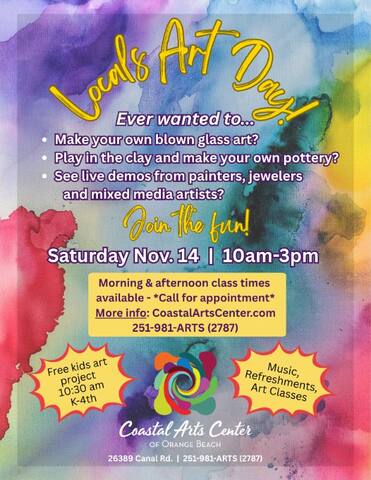 Locals Art Day!
Ever wanted to...
• Make your own blown glass art?
• Play in the clay and make your own pottery?
• See live demos from painters, jewelers
and mixed media artists?
Join the fun!
Saturday Nov. 14 | 10am-3pm
Morning & afternoon class times
available - *Call for appointment*
More info: CoastalArtsCenter.com
251-981-ARTS (2787)
Free kids art
project
10:30 am
K-4th
Music,
Refreshments,
Art Classes
Coastal Arts Center
OF ORANGE BEACH
26389 Canal Rd. | 251-981-ARTS (2787)